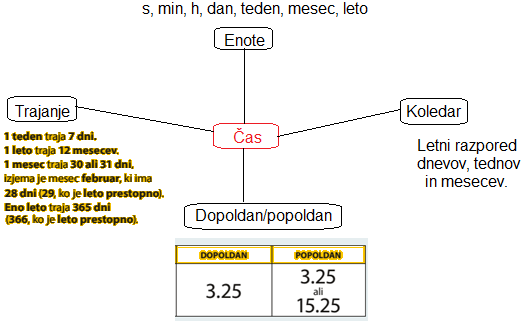 s, min, h, dan, teden, mesec, leto
Enote
Trajanje
1 teden traja 7 dni.
1 leto traja 12 mesecev.
1 mesec traja 30 ali 31 dni,
izjema je mesec februar, ki ima
28 dni (29, ko je leto prestopno).
Eno leto traja 365 dni
(366, ko je leto prestopno).
Čas
Koledar
Letni razpored
dnevov, tednov
in mesecev.
Dopoldan/popoldan
DOPOLDAN POPOLDAN
3.25
3.25
ali
15.25